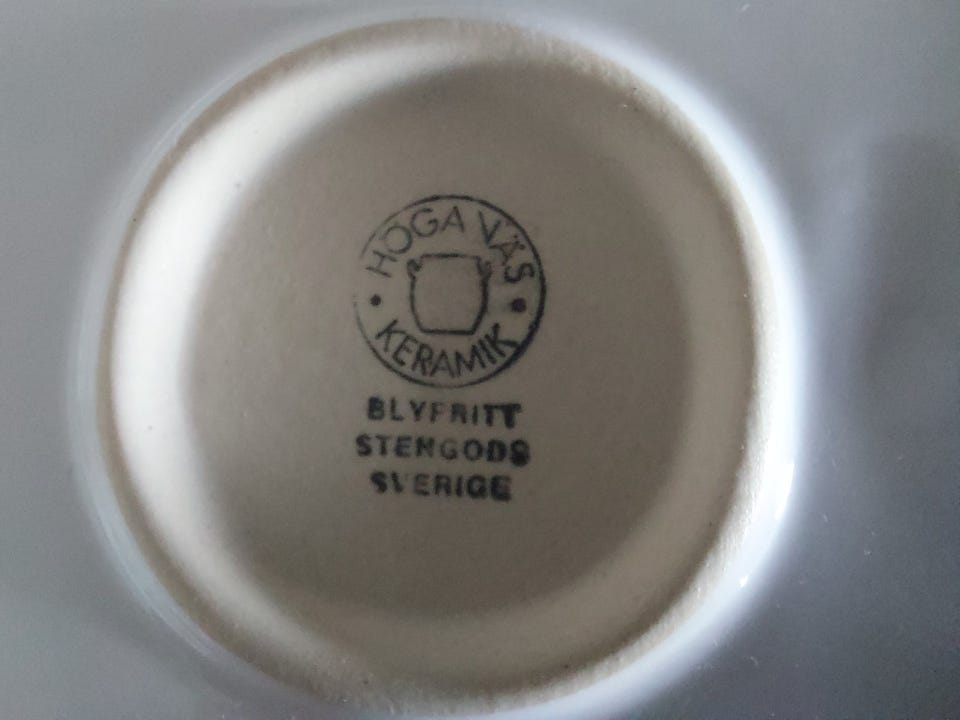 HÖGA VÄS
KERAMIK
BLYFRITT
STENGODS
SVERIGE